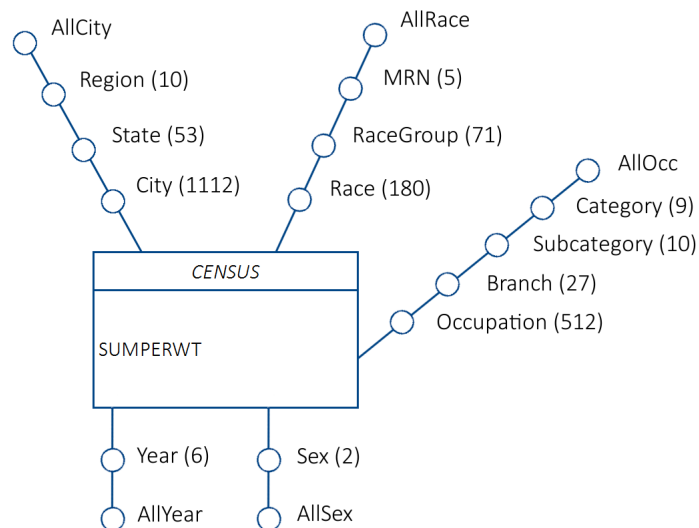 AllCity
Region (10)
State (53)
City (1112)
AllRace
MRN (5)
RaceGroup (71)
Race (180)
AllOcc
Category (9)
Subcategory (10)
Branch (27)
Occupation (512)
CENSUS
SUMPERWT
Year (6)
AllYear
Sex (2)
AllSex